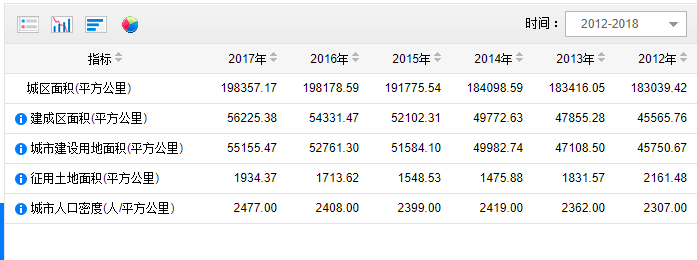 时间： 2012-2018
指标 2017年 2016年 2015年 2014年 2013年 2012年
城区面积(平方公里) 198357.17 198178.59 191775.54 184098.59 183416.05 183039.42
建成区面积(平方公里) 56225.38 54331.47 52102.31 49772.63 47855.28 45565.76
城市建设用地面积(平方公里) 55155.47 52761.30 51584.10 49982.74 47108.50 45750.67
征用土地面积(平方公里) 1934.37 1713.62 1548.53 1475.88 1831.57 2161.48
城市人口密度(人/平方公里) 2477.00 2408.00 2399.00 2419.00 2362.00 2307.00